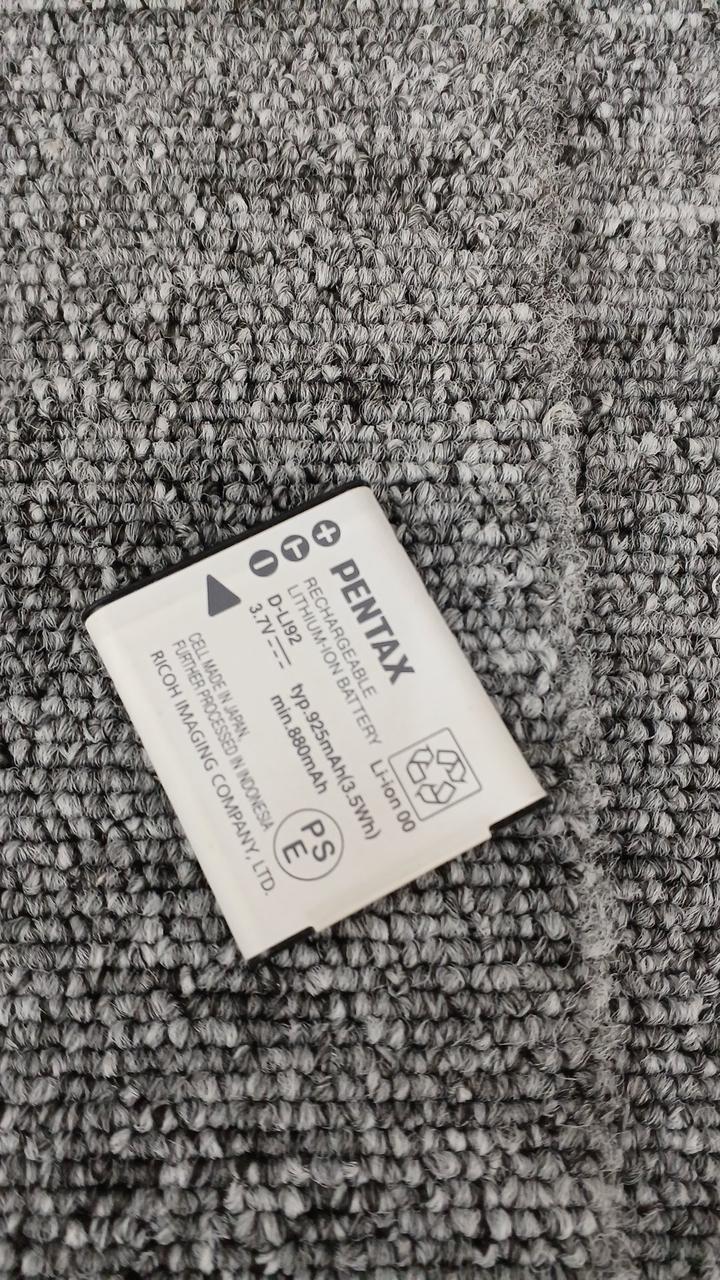 + T −
PENTAX
RECHARGEABLE
LITHIUM-ION BATTERY
D-LI92
3.7V
typ.925mAh(3.5Wh)
min.880mAh
Li-ion 00
CELL MADE IN JAPAN,
FURTHER PROCESSED IN INDONESIA
RICOH IMAGING COMPANY, LTD.
PS
E